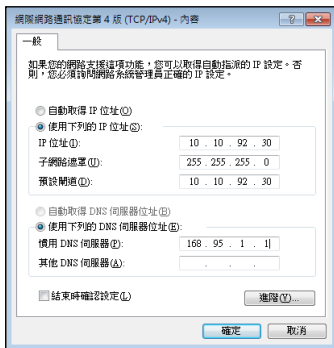 網際網路通訊協定第 4 版 (TCP/IPv4) - 內容
一般
如果您的網路支援這項功能，您可以取得自動指派的 IP 設定。否
則，您必須詢問網路系統管理員正確的 IP 設定。
自動取得 IP 位址(O)
使用下列的 IP 位址(S):
IP 位址(I): 10 . 10 . 92 . 30
子網路遮罩(U): 255 . 255 . 255 . 0
預設閘道(D): 10 . 10 . 92 . 30
自動取得 DNS 伺服器位址(B)
使用下列的 DNS 伺服器位址(E):
慣用 DNS 伺服器(P): 168 . 95 . 1 . 1
其他 DNS 伺服器(A): . . .
結束時確認設定(L)
進階(V)...
確定 取消